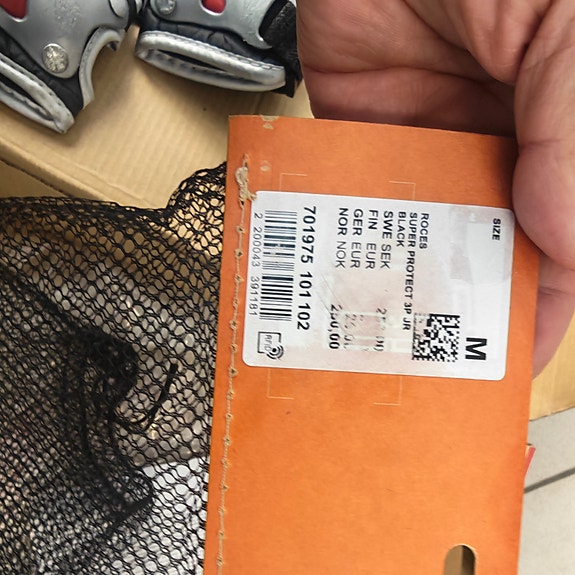 SIZE
M
ROCES
SUPER PROTECT 3P JR
BLACK
SWE SEK
FIN EUR
GER EUR
NOR NOK
701975 101102
2 200043 391181
RFID